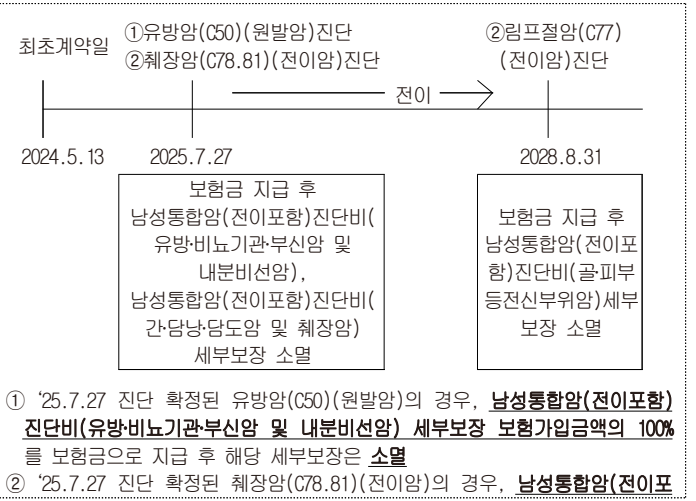 최초계약일
①유방암(C50)(원발암)진단
②췌장암(C78.81)(전이암)진단
②림프절암(C77)
(전이암)진단
전이
2024.5.13
2025.7.27
2028.8.31
보험금 지급 후
남성통합암(전이포함)진단비(
유방·비뇨기관·부신암 및
내분비선암),
남성통합암(전이포함)진단비(
간·담낭·담도암 및 췌장암)
세부보장 소멸
보험금 지급 후
남성통합암(전이포
함)진단비(골·피부
등전신부위암)세부
보장 소멸
① ‘25.7.27 진단 확정된 유방암(C50)(원발암)의 경우, 남성통합암(전이포함)
진단비(유방·비뇨기관·부신암 및 내분비선암) 세부보장 보험가입금액의 100%
를 보험금으로 지급 후 해당 세부보장은 소멸
② ‘25.7.27 진단 확정된 췌장암(C78.81)(전이암)의 경우, 남성통합암(전이포